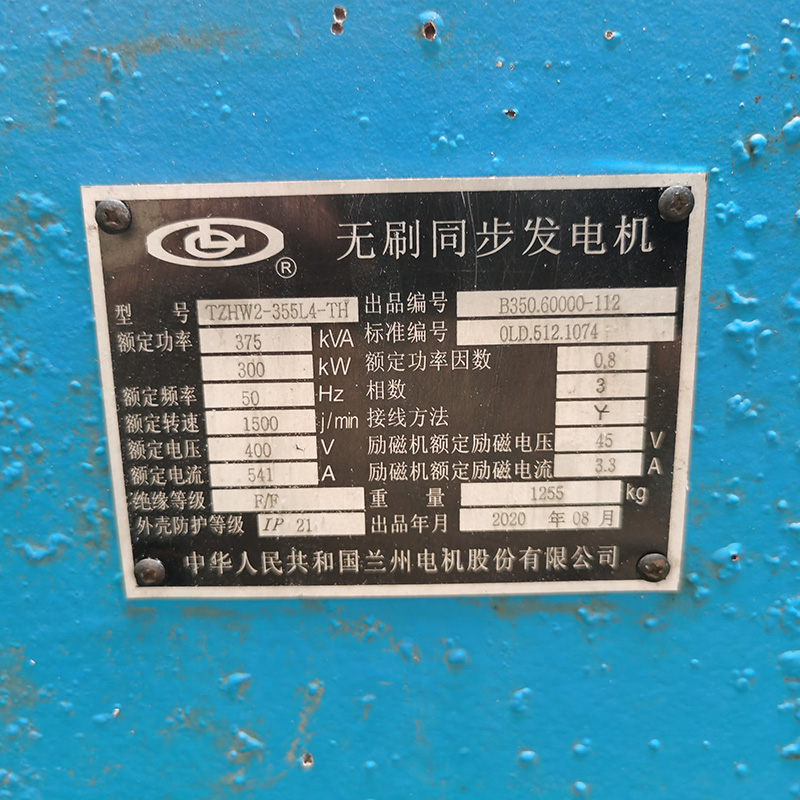 ® 无刷同步发电机
型 号 TZHW2-355L4-TH 出品编号 B350.60000-112
额定功率 375 kVA 标准编号 0LD.512.1074
300 kW 额定功率因数 0.8
额定频率 50 Hz 相数 3
额定转速 1500 j/min 接线方法 Y
额定电压 400 V 励磁机额定励磁电压 45 V
额定电流 541 A 励磁机额定励磁电流 3.3 A
绝缘等级 F/F 重 量 1255 kg
外壳防护等级 IP 21 出品年月 2020 年 08 月
中华人民共和国兰州电机股份有限公司